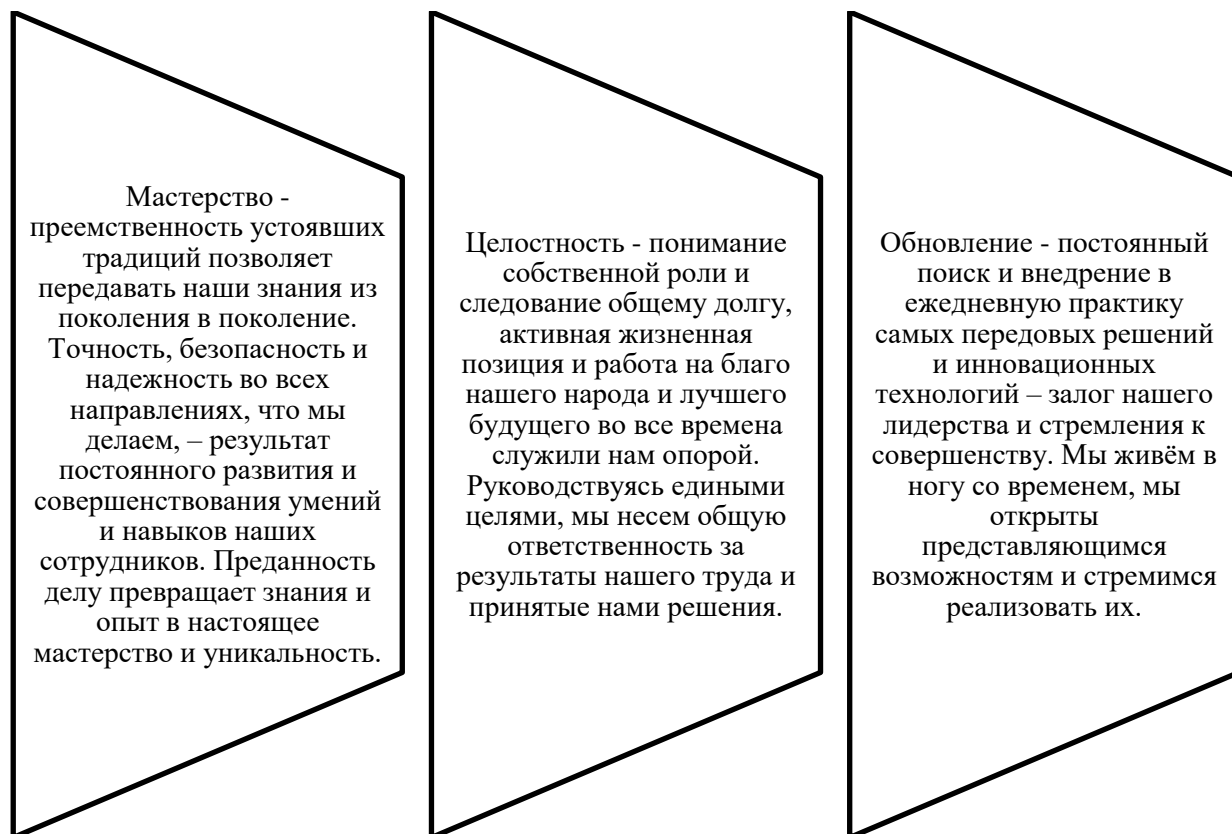 Мастерство -
преемственность устоявших
традиций позволяет
передавать наши знания из
поколения в поколение.
Точность, безопасность и
надежность во всех
направлениях, что мы
делаем, – результат
постоянного развития и
совершенствования умений
и навыков наших
сотрудников. Преданность
делу превращает знания и
опыт в настоящее
мастерство и уникальность.
Целостность - понимание
собственной роли и
следование общему долгу,
активная жизненная
позиция и работа на благо
нашего народа и лучшего
будущего во все времена
служили нам опорой.
Руководствуясь едиными
целями, мы несем общую
ответственность за
результаты нашего труда и
принятые нами решения.
Обновление - постоянный
поиск и внедрение в
ежедневную практику
самых передовых решений
и инновационных
технологий – залог нашего
лидерства и стремления к
совершенству. Мы живём в
ногу со временем, мы
открыты
представляющимся
возможностям и стремимся
реализовать их.